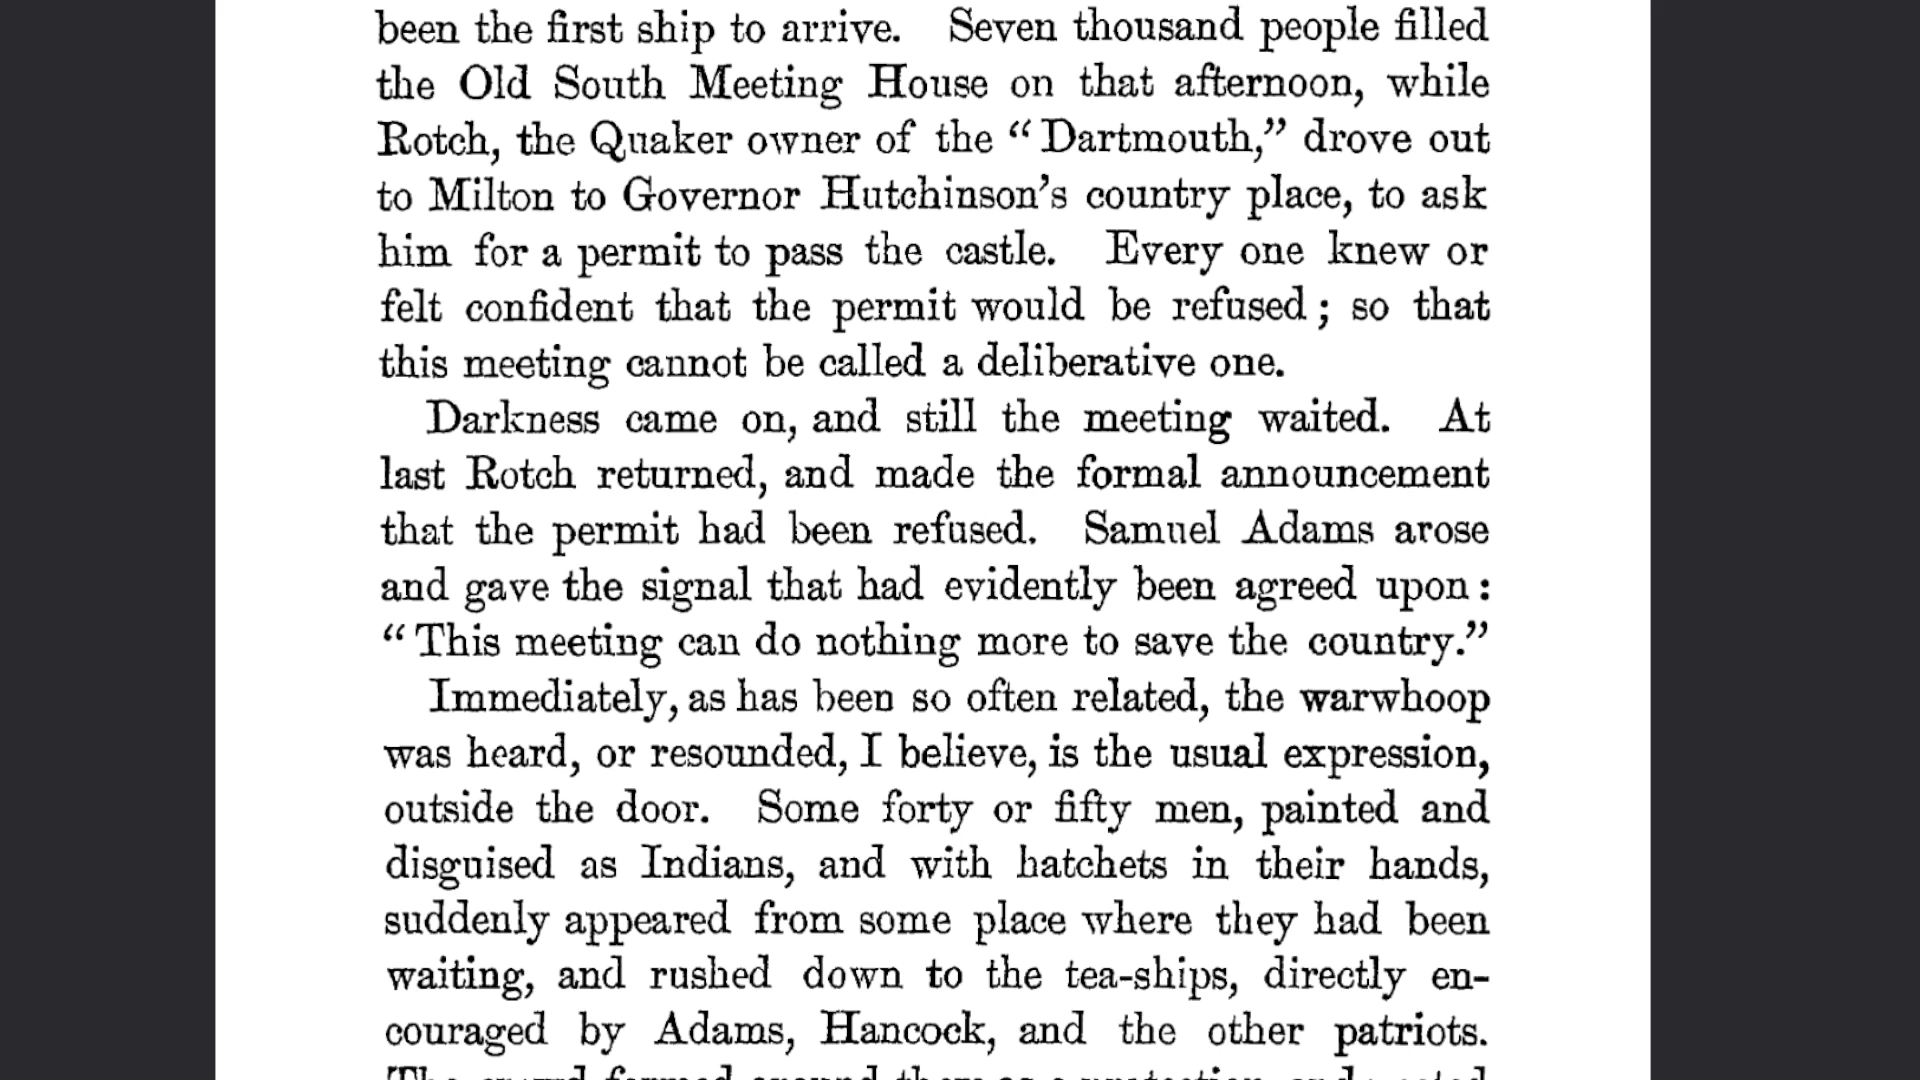 been the first ship to arrive. Seven thousand people filled
the Old South Meeting House on that afternoon, while
Rotch, the Quaker owner of the “Dartmouth,” drove out
to Milton to Governor Hutchinson’s country place, to ask
him for a permit to pass the castle. Every one knew or
felt confident that the permit would be refused; so that
this meeting cannot be called a deliberative one.
Darkness came on, and still the meeting waited. At
last Rotch returned, and made the formal announcement
that the permit had been refused. Samuel Adams arose
and gave the signal that had evidently been agreed upon:
“This meeting can do nothing more to save the country.”
Immediately, as has been so often related, the warwhoop
was heard, or resounded, I believe, is the usual expression,
outside the door. Some forty or fifty men, painted and
disguised as Indians, and with hatchets in their hands,
suddenly appeared from some place where they had been
waiting, and rushed down to the tea-ships, directly en-
couraged by Adams, Hancock, and the other patriots.